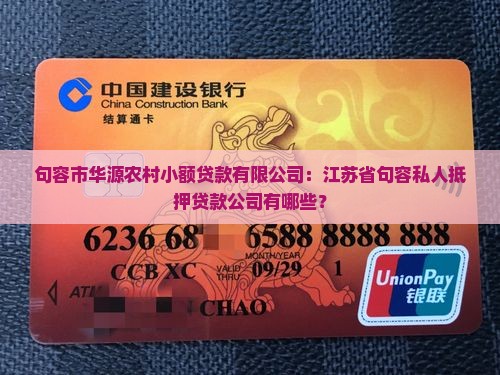 中国建设银行
China Construction Bank
结算通卡
句容市华源农村小额贷款有限公司：江苏省句容私人抵
押贷款公司有哪些？
6236 68 6588 8888 888
MONTH/YEAR
CCB XC VALID THRU 09/29 1
ATM
CHAO
UnionPay
银联